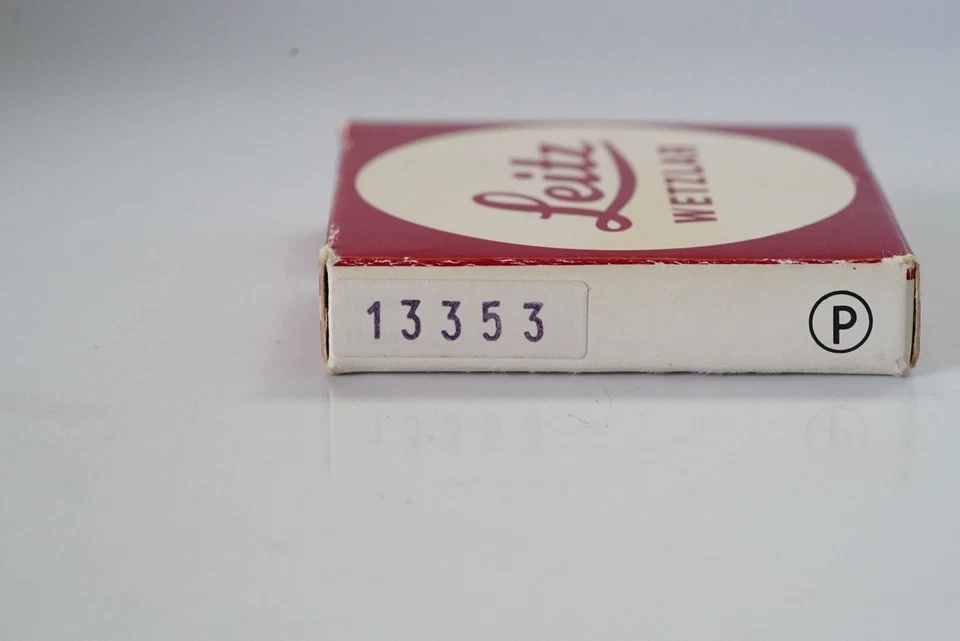 Leitz
WETZLAR
13353
P